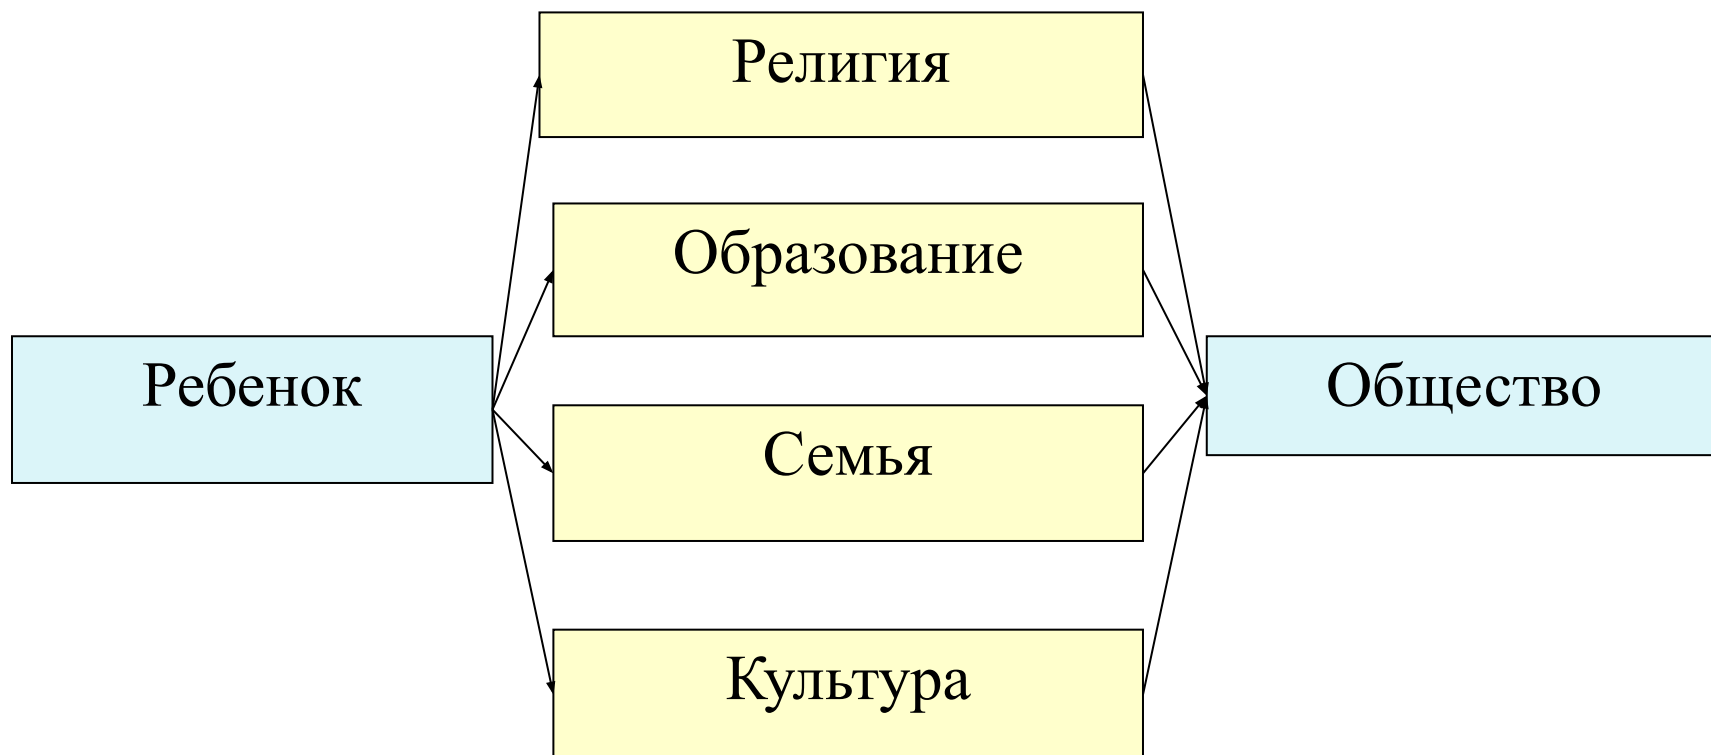 Религия
Образование
Ребенок
Общество
Семья
Культура